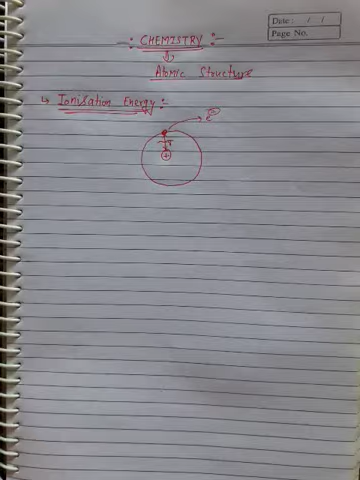 Date : / /
Page No.
-: CHEMISTRY :-
Atomic Structure
↳ Ionisation Energy :-
e⁻
r
+